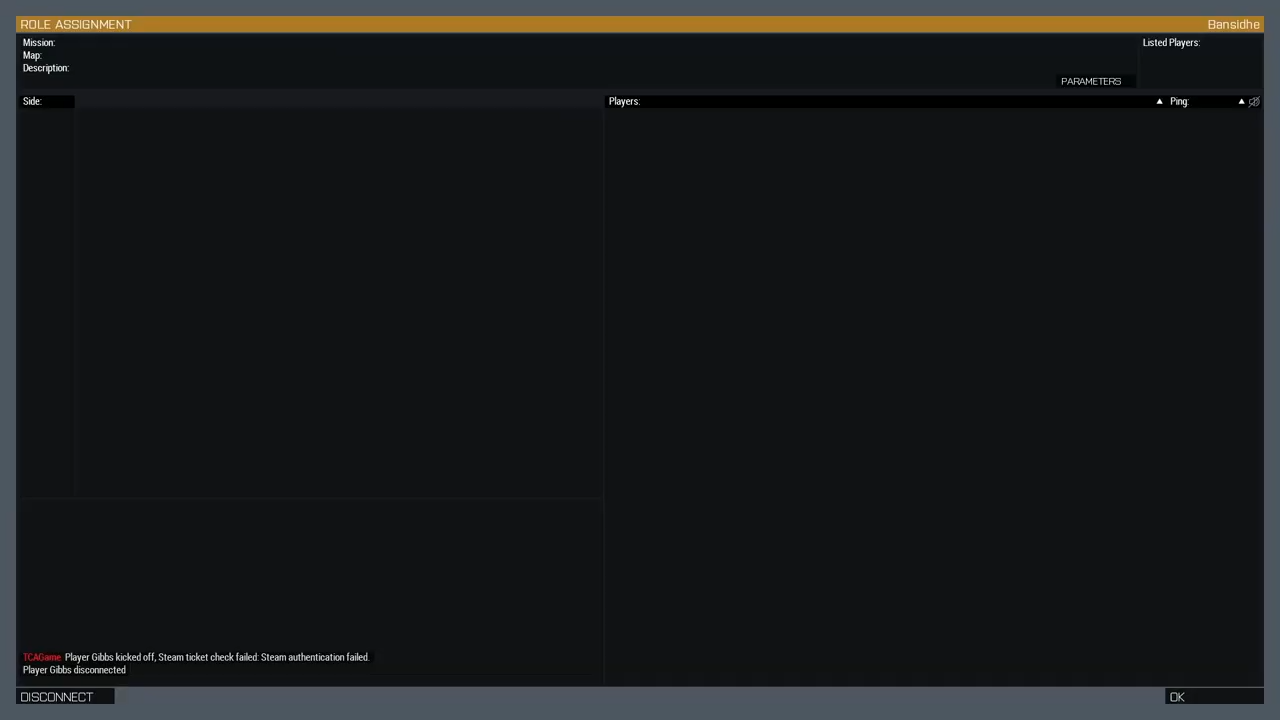 ROLE ASSIGNMENT
Bansidhe
Mission:
Map:
Description:
Listed Players:
PARAMETERS
Side:
Players:
Ping:
TCAGame Player Gibbs kicked off, Steam ticket check failed: Steam authentication failed.
Player Gibbs disconnected
DISCONNECT
OK